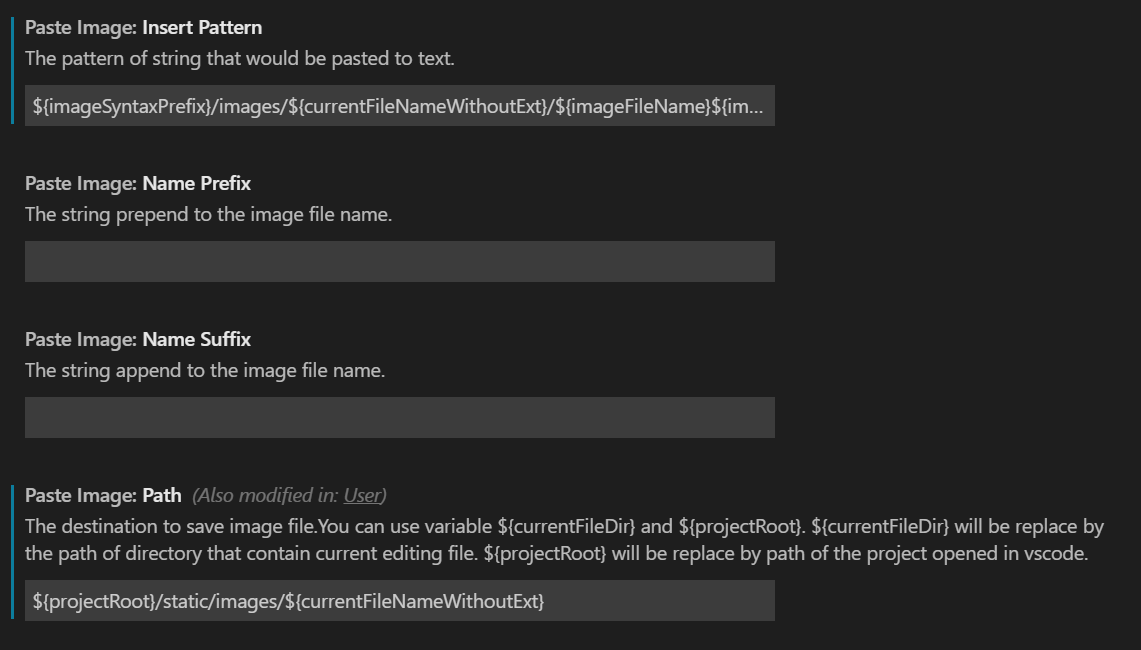 Paste Image: Insert Pattern
The pattern of string that would be pasted to text.
${imageSyntaxPrefix}/images/${currentFileNameWithoutExt}/${imageFileName}${im...
Paste Image: Name Prefix
The string prepend to the image file name.
Paste Image: Name Suffix
The string append to the image file name.
Paste Image: Path (Also modified in: User)
The destination to save image file.You can use variable ${currentFileDir} and ${projectRoot}. ${currentFileDir} will be replace by
the path of directory that contain current editing file. ${projectRoot} will be replace by path of the project opened in vscode.
${projectRoot}/static/images/${currentFileNameWithoutExt}